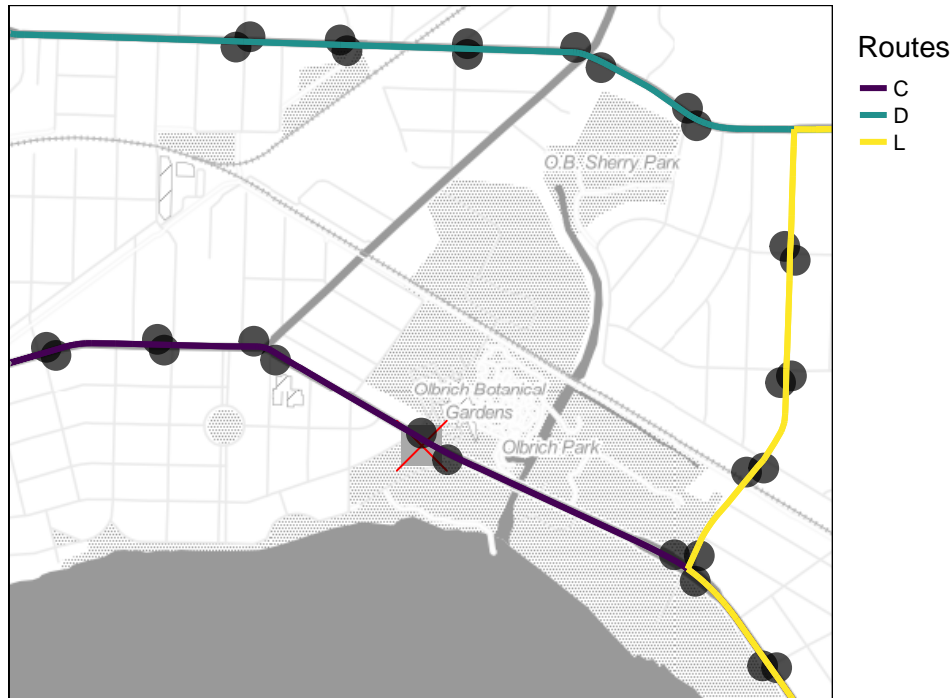 Routes
C
D
L
O.B. Sherry Park
Olbrich Botanical
Gardens
Olbrich Park